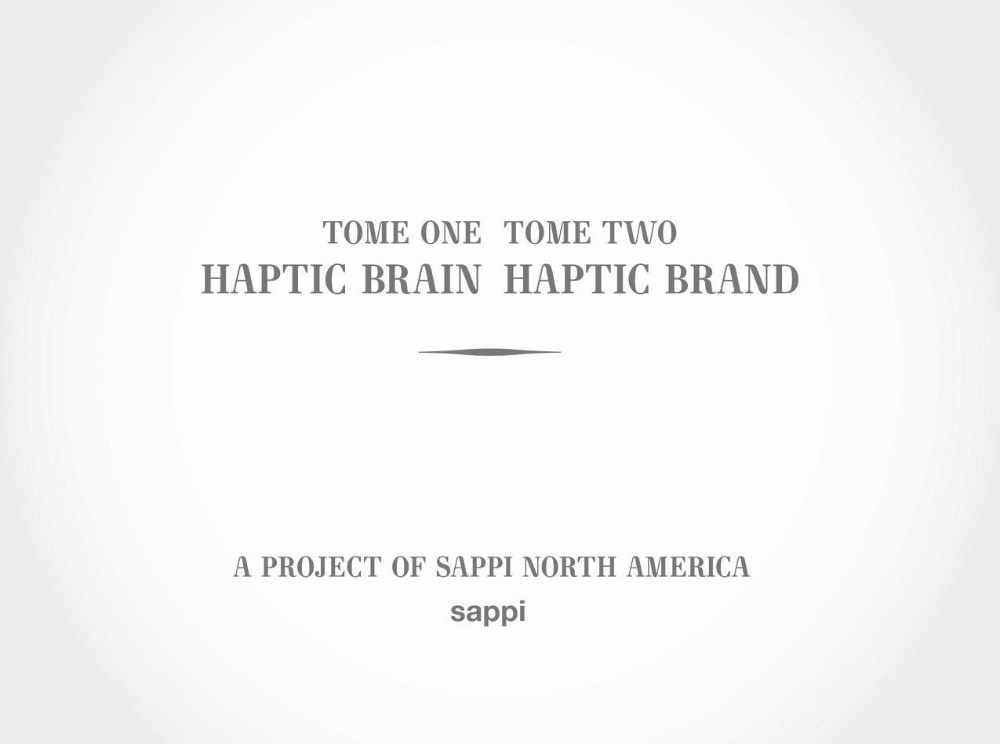 TOME ONE TOME TWO
HAPTIC BRAIN HAPTIC BRAND
A PROJECT OF SAPPI NORTH AMERICA
sappi